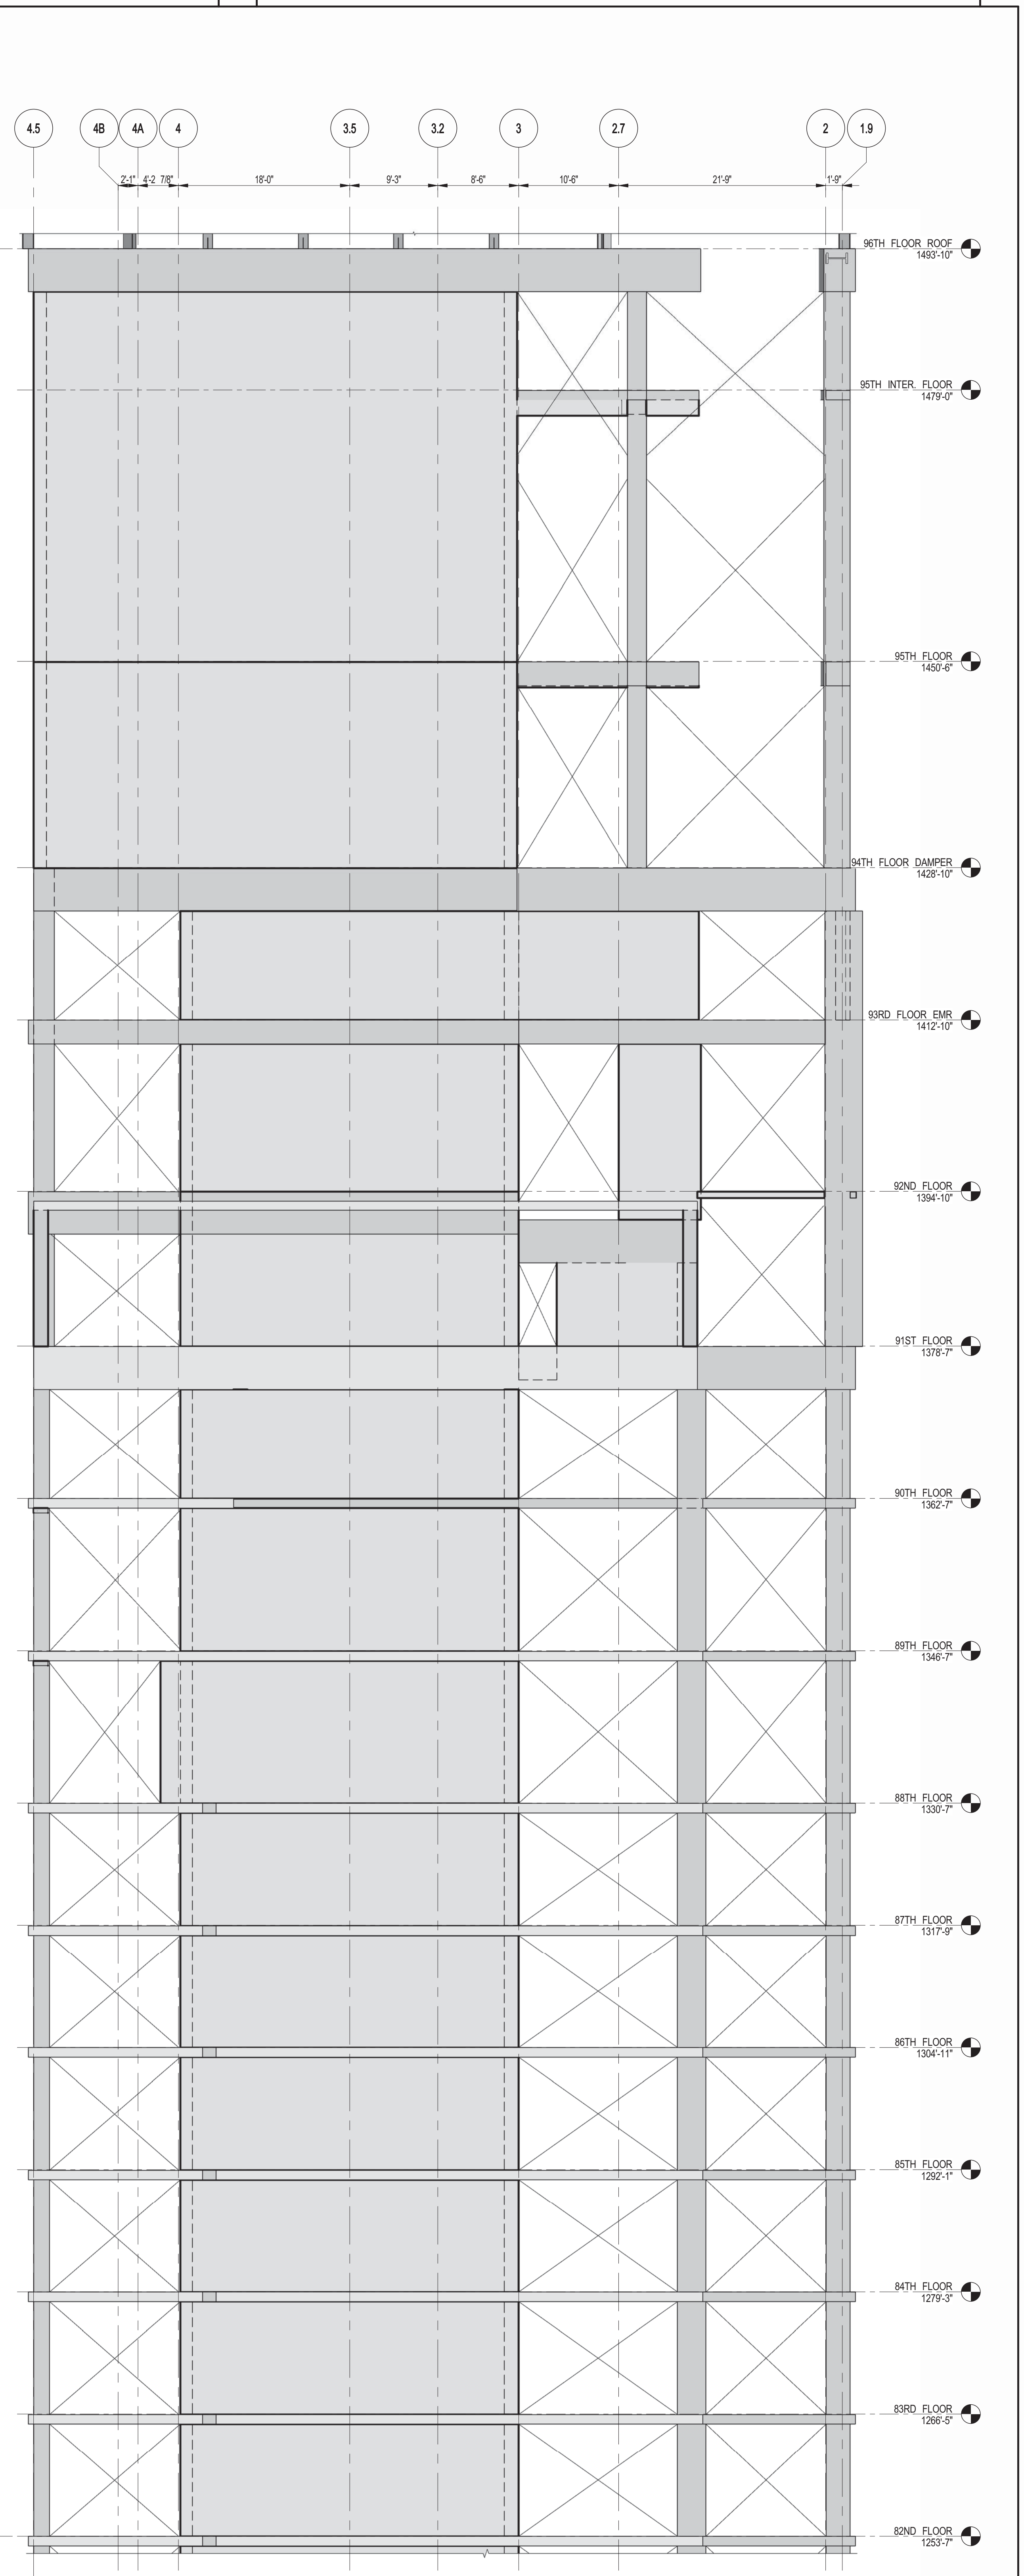 4.5 4B 4A 4 3.5 3.2 3 2.7 2 1.9
2'-1" 4'-2 7/8" 18'-0" 9'-3" 8'-6" 10'-6" 21'-9" 1'-9"
96TH FLOOR ROOF
1493'-10"
95TH INTER. FLOOR
1479'-0"
95TH FLOOR
1450'-6"
94TH FLOOR DAMPER
1428'-10"
93RD FLOOR EMR
1412'-10"
92ND FLOOR
1394'-10"
91ST FLOOR
1378'-7"
90TH FLOOR
1362'-7"
89TH FLOOR
1346'-7"
88TH FLOOR
1330'-7"
87TH FLOOR
1317'-9"
86TH FLOOR
1304'-11"
85TH FLOOR
1292'-1"
84TH FLOOR
1279'-3"
83RD FLOOR
1266'-5"
82ND FLOOR
1253'-7"